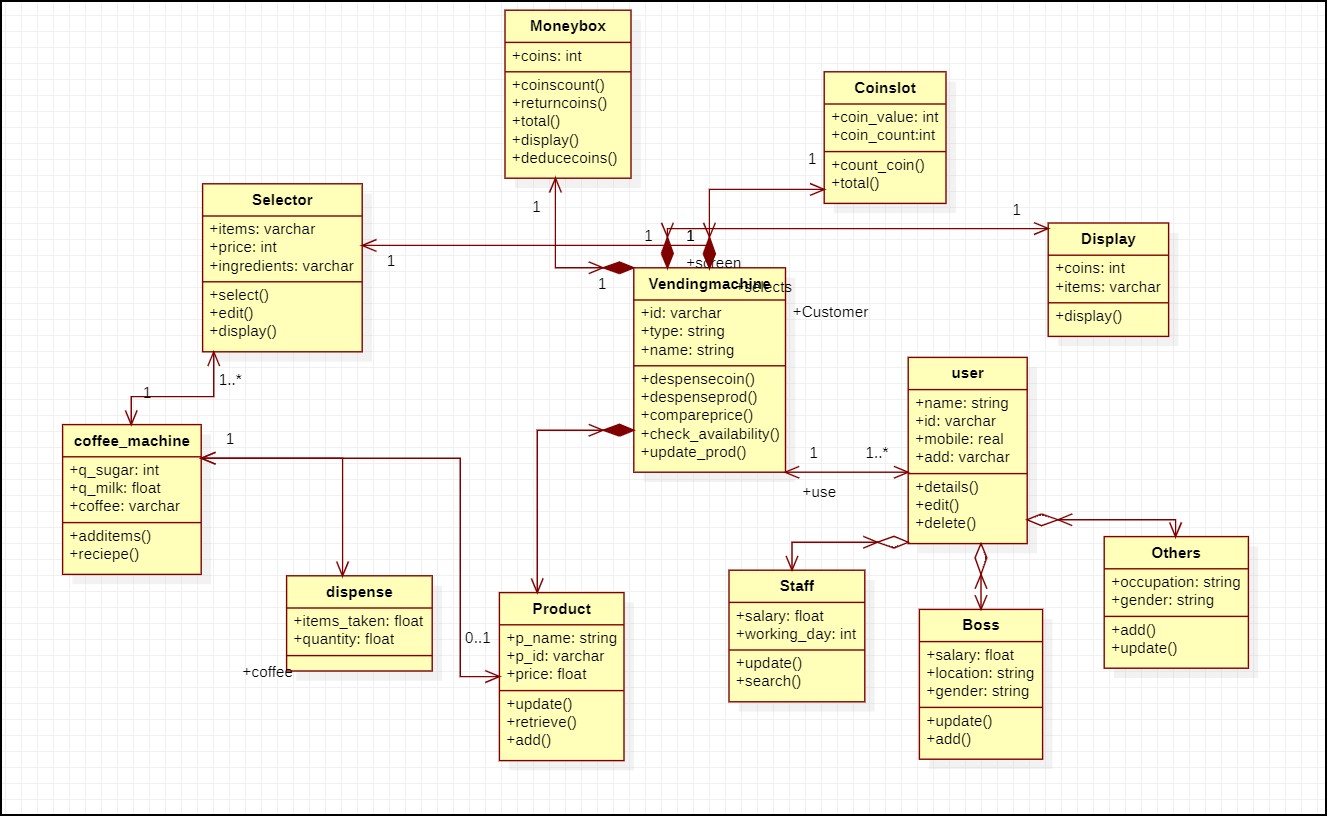 Moneybox
+coins: int
+coinscount()
+returncoins()
+total()
+display()
+deducecoins()
Coinslot
+coin_value: int
+coin_count:int
+count_coin()
+total()
1
Selector
+items: varchar
+price: int
+ingredients: varchar
+select()
+edit()
+display()
1
1
1
1
1
1
Display
+coins: int
+items: varchar
+display()
+screen
+selects
Vendingmachine
+id: varchar
+type: string
+name: string
+despensecoin()
+despenseprod()
+compareprice()
+check_availability()
+update_prod()
+Customer
user
+name: string
+id: varchar
+mobile: real
+add: varchar
+details()
+edit()
+delete()
1
1..*
+use
1..*
1
coffee_machine
+q_sugar: int
+q_milk: float
+coffee: varchar
+additems()
+reciepe()
1
dispense
+items_taken: float
+quantity: float
+coffee
0..1
Product
+p_name: string
+p_id: varchar
+price: float
+update()
+retrieve()
+add()
Staff
+salary: float
+working_day: int
+update()
+search()
Boss
+salary: float
+location: string
+gender: string
+update()
+add()
Others
+occupation: string
+gender: string
+add()
+update()